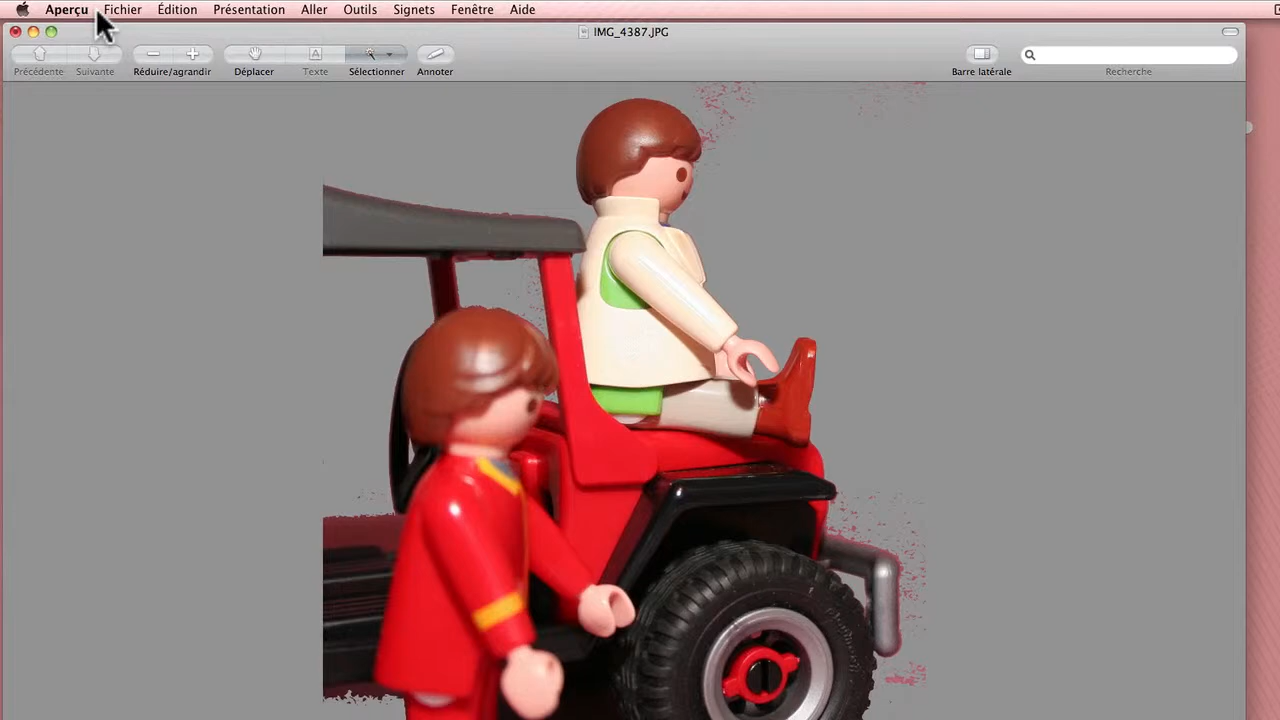 Aperçu Fichier Édition Présentation Aller Outils Signets Fenêtre Aide
IMG_4387.JPG
Précédente Suivante Réduire/agrandir Déplacer A Texte Sélectionner Annoter Barre latérale Recherche